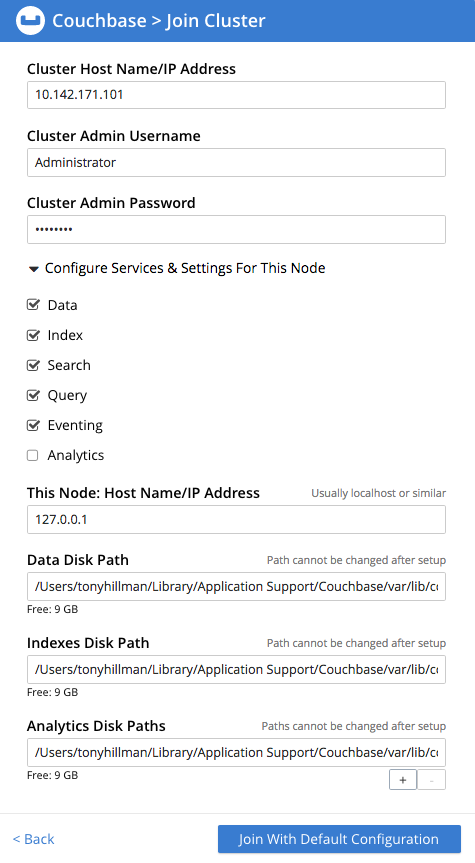 Couchbase > Join Cluster
Cluster Host Name/IP Address
10.142.171.101
Cluster Admin Username
Administrator
Cluster Admin Password
••••••••
Configure Services & Settings For This Node
Data
Index
Search
Query
Eventing
Analytics
This Node: Host Name/IP Address Usually localhost or similar
127.0.0.1
Data Disk Path Path cannot be changed after setup
/Users/tonyhillman/Library/Application Support/Couchbase/var/lib/c
Free: 9 GB
Indexes Disk Path Path cannot be changed after setup
/Users/tonyhillman/Library/Application Support/Couchbase/var/lib/c
Free: 9 GB
Analytics Disk Paths Paths cannot be changed after setup
/Users/tonyhillman/Library/Application Support/Couchbase/var/lib/c
Free: 9 GB + -
< Back Join With Default Configuration